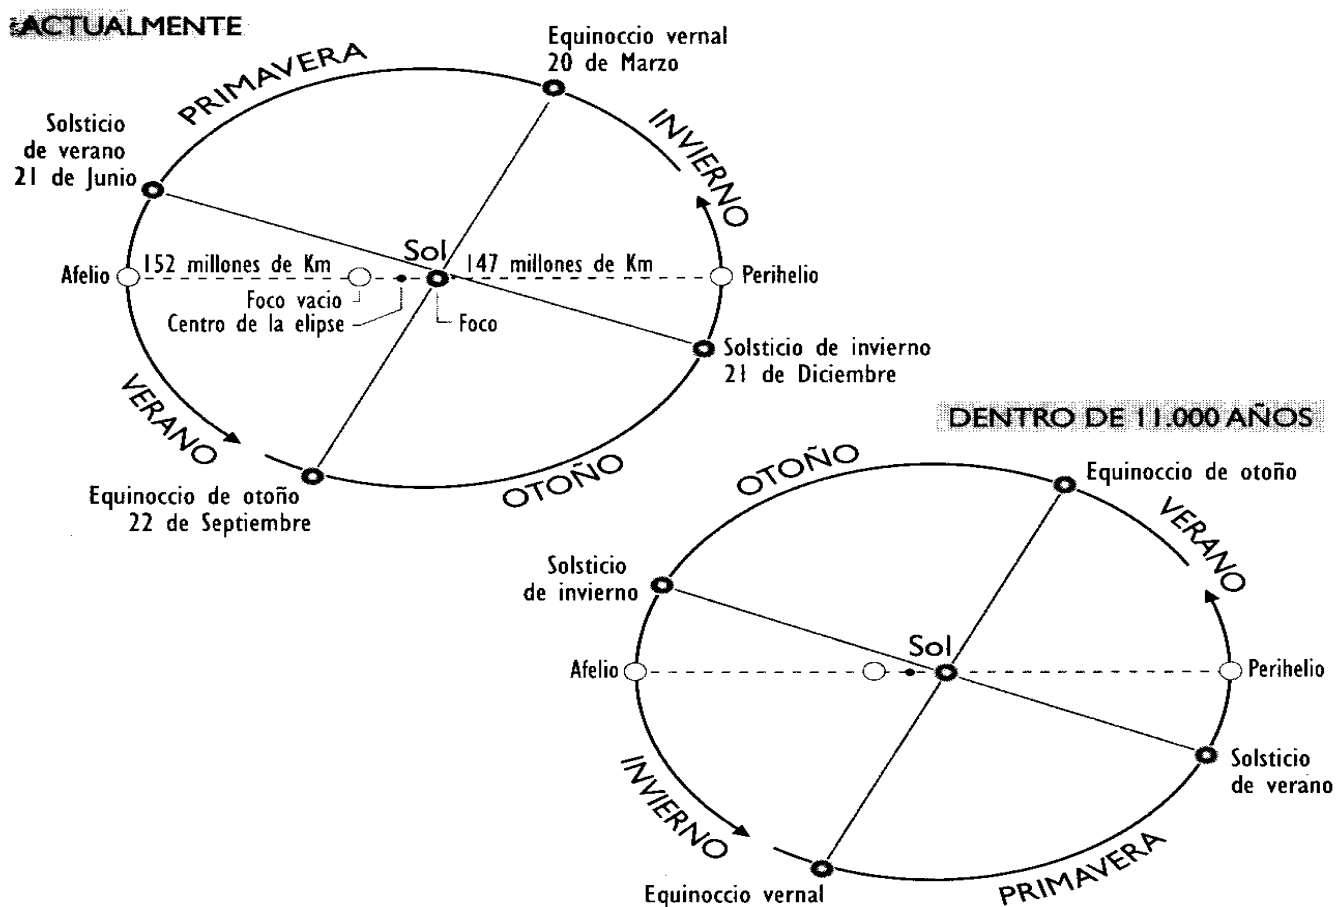 ACTUALMENTE
Equinoccio vernal
20 de Marzo
PRIMAVERA
INVIERNO
Solsticio
de verano
21 de Junio
Sol
Afelio
152 millones de Km
147 millones de Km
Perihelio
Foco vacio
Centro de la elipse
Foco
Solsticio de invierno
21 de Diciembre
VERANO
OTOÑO
Equinoccio de otoño
22 de Septiembre
DENTRO DE 11.000 AÑOS
OTOÑO
Equinoccio de otoño
VERANO
Solsticio
de invierno
Sol
Afelio
Perihelio
Solsticio
de verano
INVIERNO
PRIMAVERA
Equinoccio vernal